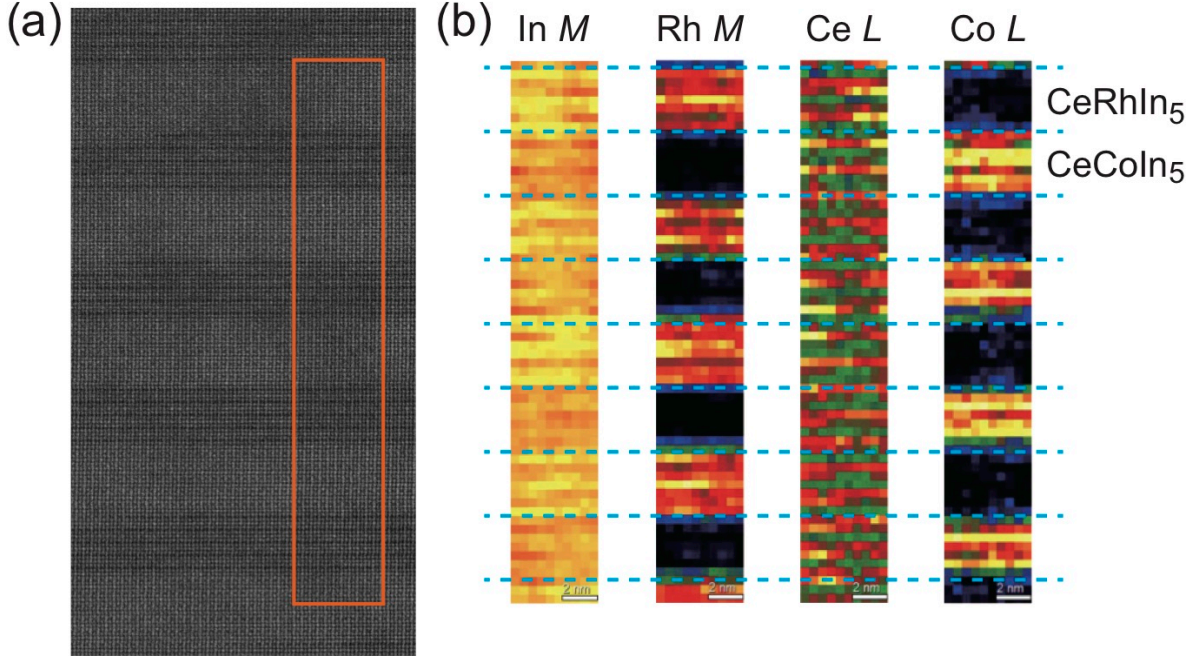 (a)
(b)
In M
Rh M
Ce L
Co L
CeRhIn5
CeCoIn5
2 nm
2 nm
2 nm
2 nm